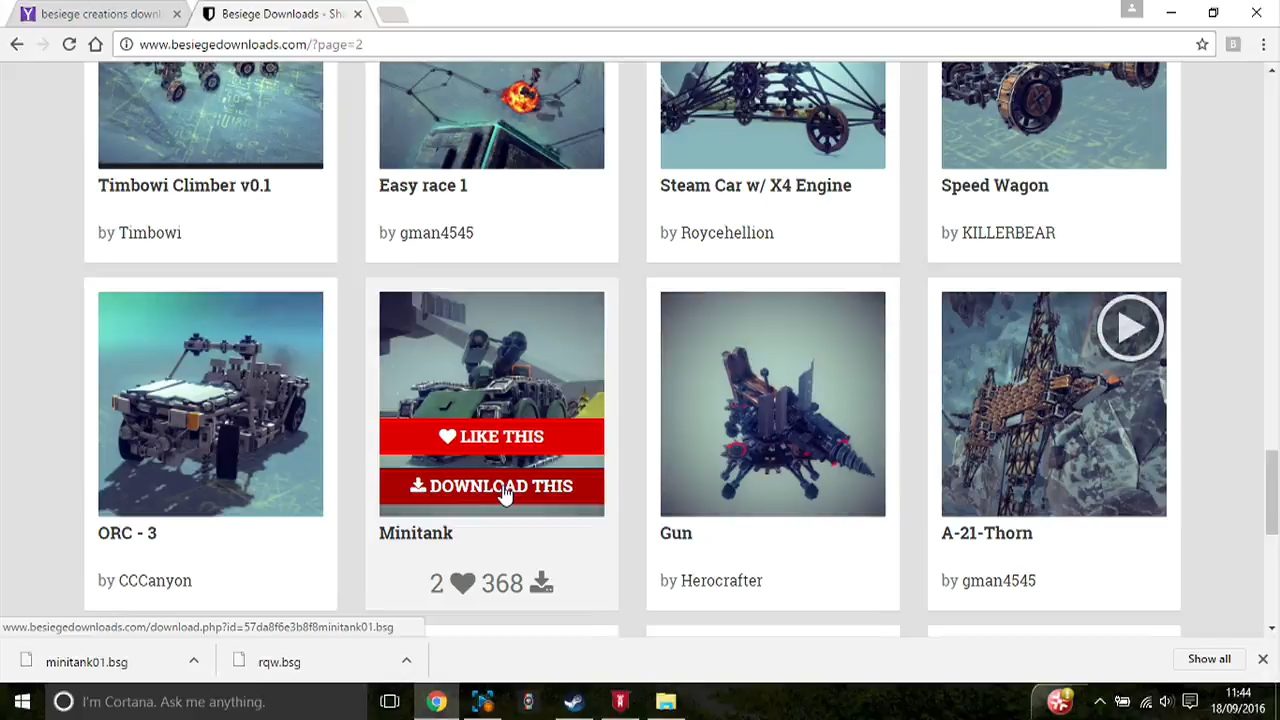 besiege creations downl
Besiege Downloads - Sha
www.besiegedownloads.com/?page=2
Timbowi Climber v0.1
by Timbowi
Easy race 1
by gman4545
Steam Car w/ X4 Engine
by Roycehellion
Speed Wagon
by KILLERBEAR
ORC - 3
by CCCanyon
LIKE THIS
DOWNLOAD THIS
Minitank
2 368
Gun
by Herocrafter
A-21-Thorn
by gman4545
www.besiegedownloads.com/download.php?id=57da8f6e3b8f8minitank01.bsg
minitank01.bsg
rqw.bsg
Show all
I'm Cortana. Ask me anything.
11:44
18/09/2016